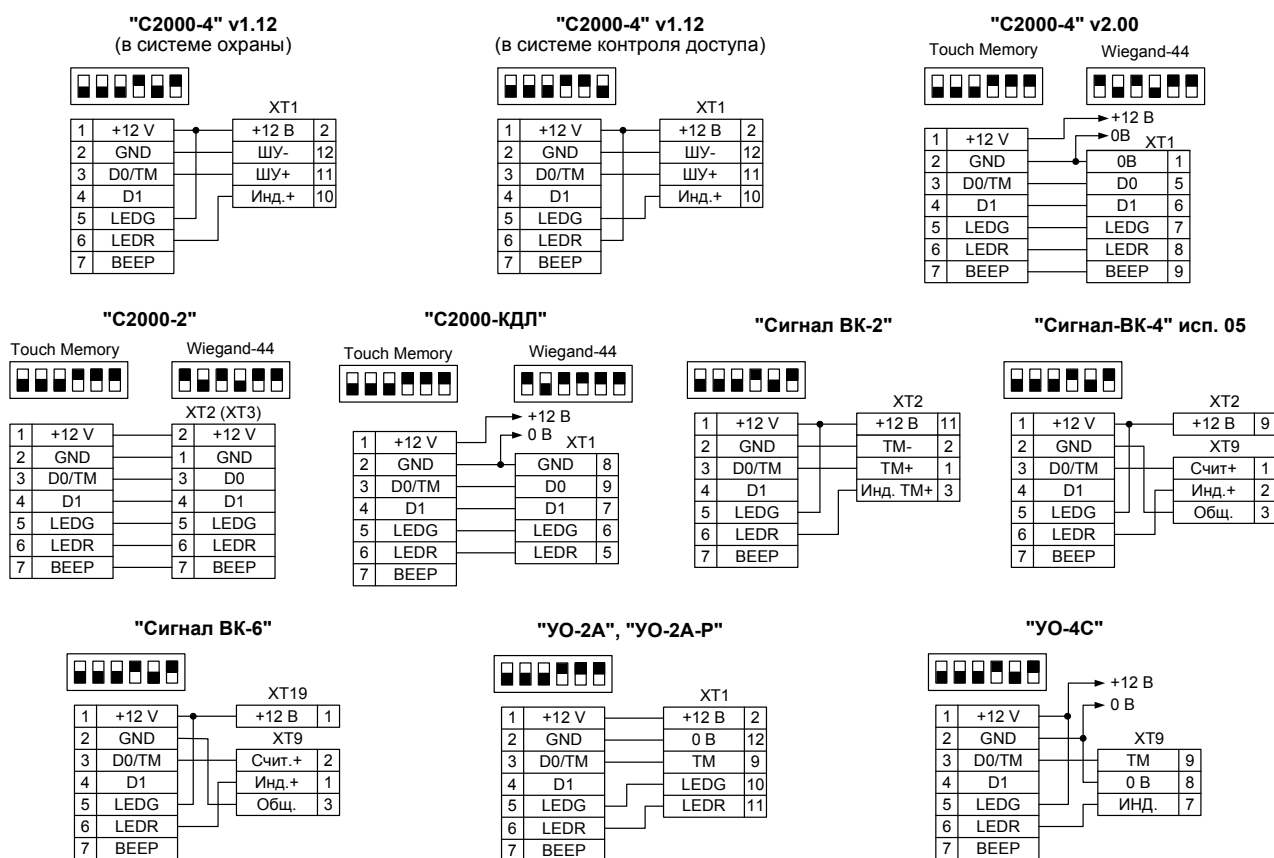 "С2000-4" v1.12
(в системе охраны)
XT1
1 +12 V +12 В 2
2 GND ШУ- 12
3 D0/TM ШУ+ 11
4 D1 Инд.+ 10
5 LEDG
6 LEDR
7 BEEP
"С2000-4" v1.12
(в системе контроля доступа)
XT1
1 +12 V +12 В 2
2 GND ШУ- 12
3 D0/TM ШУ+ 11
4 D1 Инд.+ 10
5 LEDG
6 LEDR
7 BEEP
"С2000-4" v2.00
Touch Memory Wiegand-44
+12 В
0В
XT1
1 +12 V
2 GND 0В 1
3 D0/TM D0 5
4 D1 D1 6
5 LEDG LEDG 7
6 LEDR LEDR 8
7 BEEP BEEP 9
"С2000-2"
Touch Memory Wiegand-44
XT2 (XT3)
1 +12 V 2 +12 V
2 GND 1 GND
3 D0/TM 3 D0
4 D1 4 D1
5 LEDG 5 LEDG
6 LEDR 6 LEDR
7 BEEP 7 BEEP
"С2000-КДЛ"
Touch Memory Wiegand-44
+12 В
0 В
XT1
1 +12 V
2 GND GND 8
3 D0/TM D0 9
4 D1 D1 7
5 LEDG LEDG 6
6 LEDR LEDR 5
7 BEEP
"Сигнал ВК-2"
XT2
1 +12 V +12 В 11
2 GND TM- 2
3 D0/TM TM+ 1
4 D1 Инд. TM+ 3
5 LEDG
6 LEDR
7 BEEP
"Сигнал-ВК-4" исп. 05
XT2
1 +12 V +12 В 9
2 GND XT9
3 D0/TM Счит+ 1
4 D1 Инд.+ 2
5 LEDG Общ. 3
6 LEDR
7 BEEP
"Сигнал ВК-6"
XT19
1 +12 V +12 В 1
2 GND XT9
3 D0/TM Счит.+ 2
4 D1 Инд.+ 1
5 LEDG Общ. 3
6 LEDR
7 BEEP
"УО-2А", "УО-2А-Р"
XT1
1 +12 V +12 В 2
2 GND 0 В 12
3 D0/TM TM 9
4 D1 LEDG 10
5 LEDG LEDR 11
6 LEDR
7 BEEP
"УО-4С"
+12 В
0 В
1 +12 V
2 GND XT9
3 D0/TM TM 9
4 D1 0 В 8
5 LEDG ИНД. 7
6 LEDR
7 BEEP